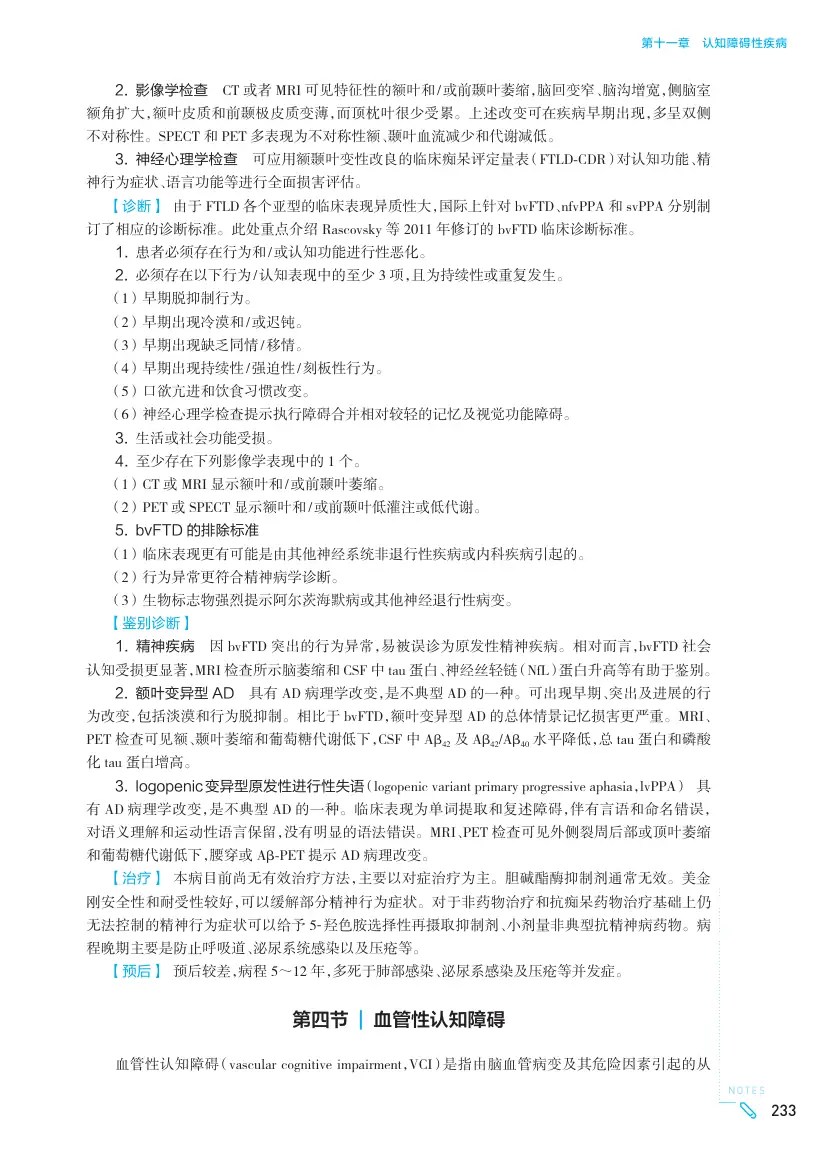 第十一章　认知障碍性疾病
2. 影像学检查　CT 或者 MRI 可见特征性的额叶和/或前颞叶萎缩,脑回变窄、脑沟增宽,侧脑室
额角扩大,额叶皮质和前颞极皮质变薄,而顶枕叶很少受累。上述改变可在疾病早期出现,多呈双侧
不对称性。SPECT 和 PET 多表现为不对称性额、颞叶血流减少和代谢减低。
3. 神经心理学检查　可应用额颞叶变性改良的临床痴呆评定量表(FTLD-CDR)对认知功能、精
神行为症状、语言功能等进行全面损害评估。
【诊断】 由于 FTLD 各个亚型的临床表现异质性大,国际上针对 bvFTD、nfvPPA 和 svPPA 分别制
订了相应的诊断标准。此处重点介绍 Rascovsky 等 2011 年修订的 bvFTD 临床诊断标准。
1. 患者必须存在行为和/或认知功能进行性恶化。
2. 必须存在以下行为/认知表现中的至少 3 项,且为持续性或重复发生。
(1)早期脱抑制行为。
(2)早期出现冷漠和/或迟钝。
(3)早期出现缺乏同情/移情。
(4)早期出现持续性/强迫性/刻板性行为。
(5)口欲亢进和饮食习惯改变。
(6)神经心理学检查提示执行障碍合并相对较轻的记忆及视觉功能障碍。
3. 生活或社会功能受损。
4. 至少存在下列影像学表现中的 1 个。
(1)CT 或 MRI 显示额叶和/或前颞叶萎缩。
(2)PET 或 SPECT 显示额叶和/或前颞叶低灌注或低代谢。
5. bvFTD 的排除标准
(1)临床表现更有可能是由其他神经系统非退行性疾病或内科疾病引起的。
(2)行为异常更符合精神病学诊断。
(3)生物标志物强烈提示阿尔茨海默病或其他神经退行性病变。
【鉴别诊断】
1. 精神疾病　因 bvFTD 突出的行为异常,易被误诊为原发性精神疾病。相对而言,bvFTD 社会
认知受损更显著,MRI 检查所示脑萎缩和 CSF 中 tau 蛋白、神经丝轻链(NfL)蛋白升高等有助于鉴别。
2. 额叶变异型 AD　具有 AD 病理学改变,是不典型 AD 的一种。可出现早期、突出及进展的行
为改变,包括淡漠和行为脱抑制。相比于 bvFTD,额叶变异型 AD 的总体情景记忆损害更严重。MRI、
PET 检查可见额、颞叶萎缩和葡萄糖代谢低下,CSF 中 Aβ₄₂ 及 Aβ₄₂/Aβ₄₀ 水平降低,总 tau 蛋白和磷酸
化 tau 蛋白增高。
3. logopenic变异型原发性进行性失语(logopenic variant primary progressive aphasia,lvPPA)　具
有 AD 病理学改变,是不典型 AD 的一种。临床表现为单词提取和复述障碍,伴有言语和命名错误,
对语义理解和运动性语言保留,没有明显的语法错误。MRI、PET 检查可见外侧裂周后部或顶叶萎缩
和葡萄糖代谢低下,腰穿或 Aβ-PET 提示 AD 病理改变。
【治疗】 本病目前尚无有效治疗方法,主要以对症治疗为主。胆碱酯酶抑制剂通常无效。美金
刚安全性和耐受性较好,可以缓解部分精神行为症状。对于非药物治疗和抗痴呆药物治疗基础上仍
无法控制的精神行为症状可以给予 5-羟色胺选择性再摄取抑制剂、小剂量非典型抗精神病药物。病
程晚期主要是防止呼吸道、泌尿系统感染以及压疮等。
【预后】 预后较差,病程 5～12 年,多死于肺部感染、泌尿系感染及压疮等并发症。
第四节 | 血管性认知障碍
血管性认知障碍(vascular cognitive impairment,VCI)是指由脑血管病变及其危险因素引起的从
NOTES
233